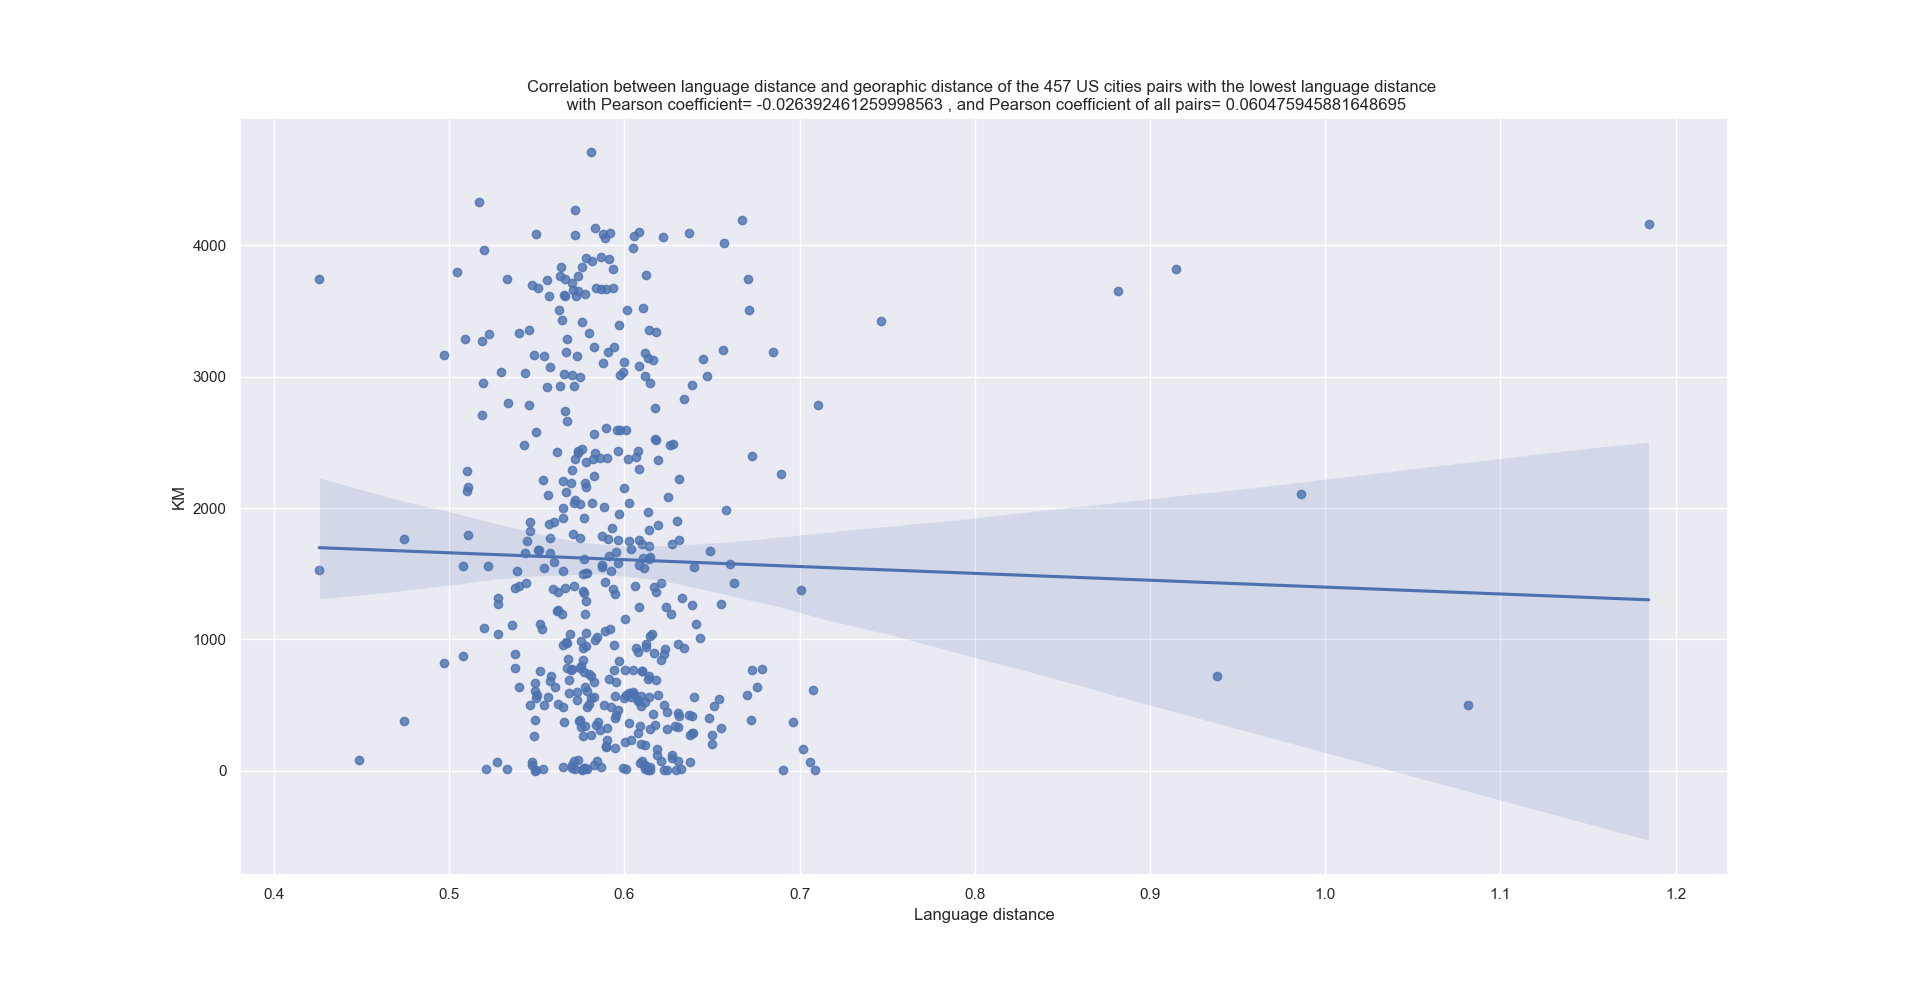 Correlation between language distance and georaphic distance of the 457 US cities pairs with the lowest language distance
with Pearson coefficient= -0.026392461259998563 , and Pearson coefficient of all pairs= 0.060475945881648695
4000
3000
2000
1000
0
KM
0.4 0.5 0.6 0.7 0.8 0.9 1.0 1.1 1.2
Language distance